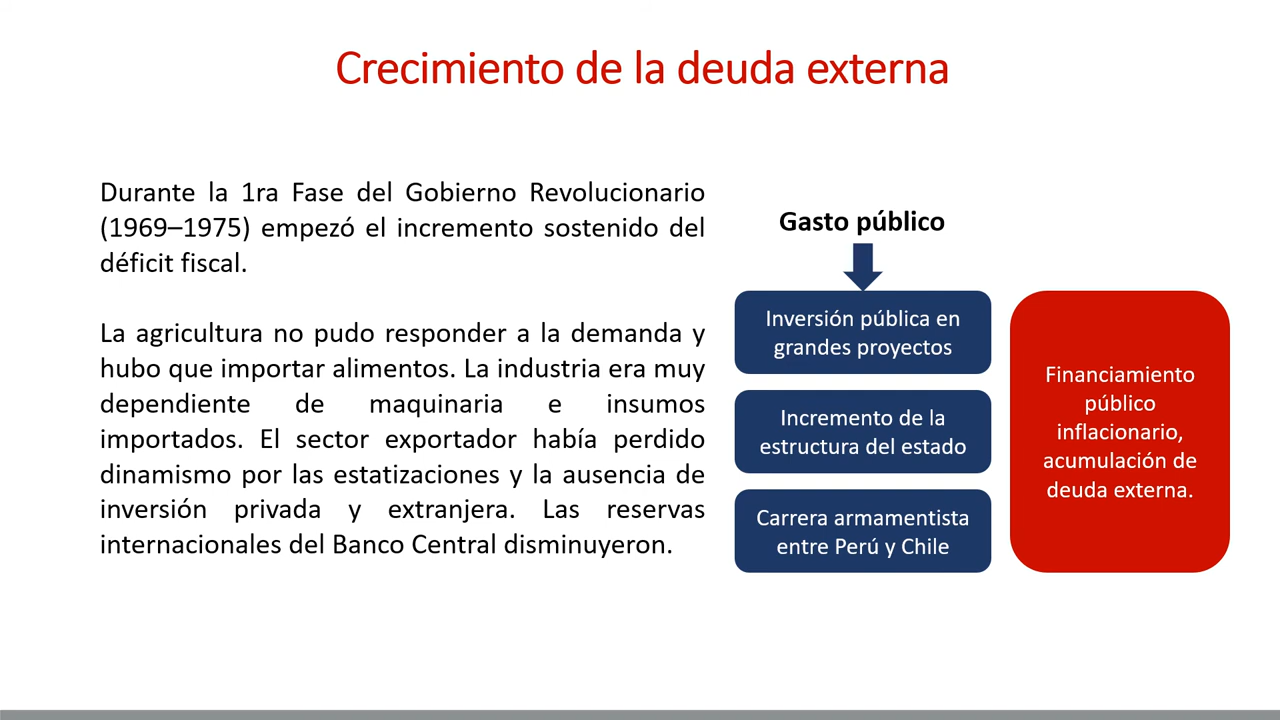 Crecimiento de la deuda externa
Durante la 1ra Fase del Gobierno Revolucionario
(1969–1975) empezó el incremento sostenido del
déficit fiscal.
La agricultura no pudo responder a la demanda y
hubo que importar alimentos. La industria era muy
dependiente de maquinaria e insumos
importados. El sector exportador había perdido
dinamismo por las estatizaciones y la ausencia de
inversión privada y extranjera. Las reservas
internacionales del Banco Central disminuyeron.
Gasto público
Inversión pública en
grandes proyectos
Incremento de la
estructura del estado
Carrera armamentista
entre Perú y Chile
Financiamiento
público
inflacionario,
acumulación de
deuda externa.